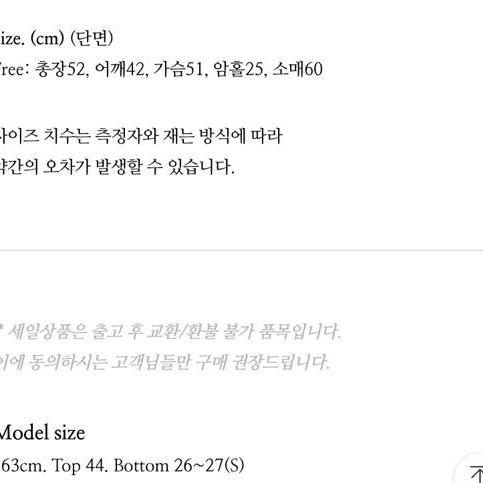 ize. (cm) (단면)
ree: 총장52, 어깨42, 가슴51, 암홀25, 소매60
사이즈 치수는 측정자와 재는 방식에 따라
약간의 오차가 발생할 수 있습니다.
* 세일상품은 출고 후 교환/환불 불가 품목입니다.
이에 동의하시는 고객님들만 구매 권장드립니다.
Model size
63cm. Top 44. Bottom 26~27(S)